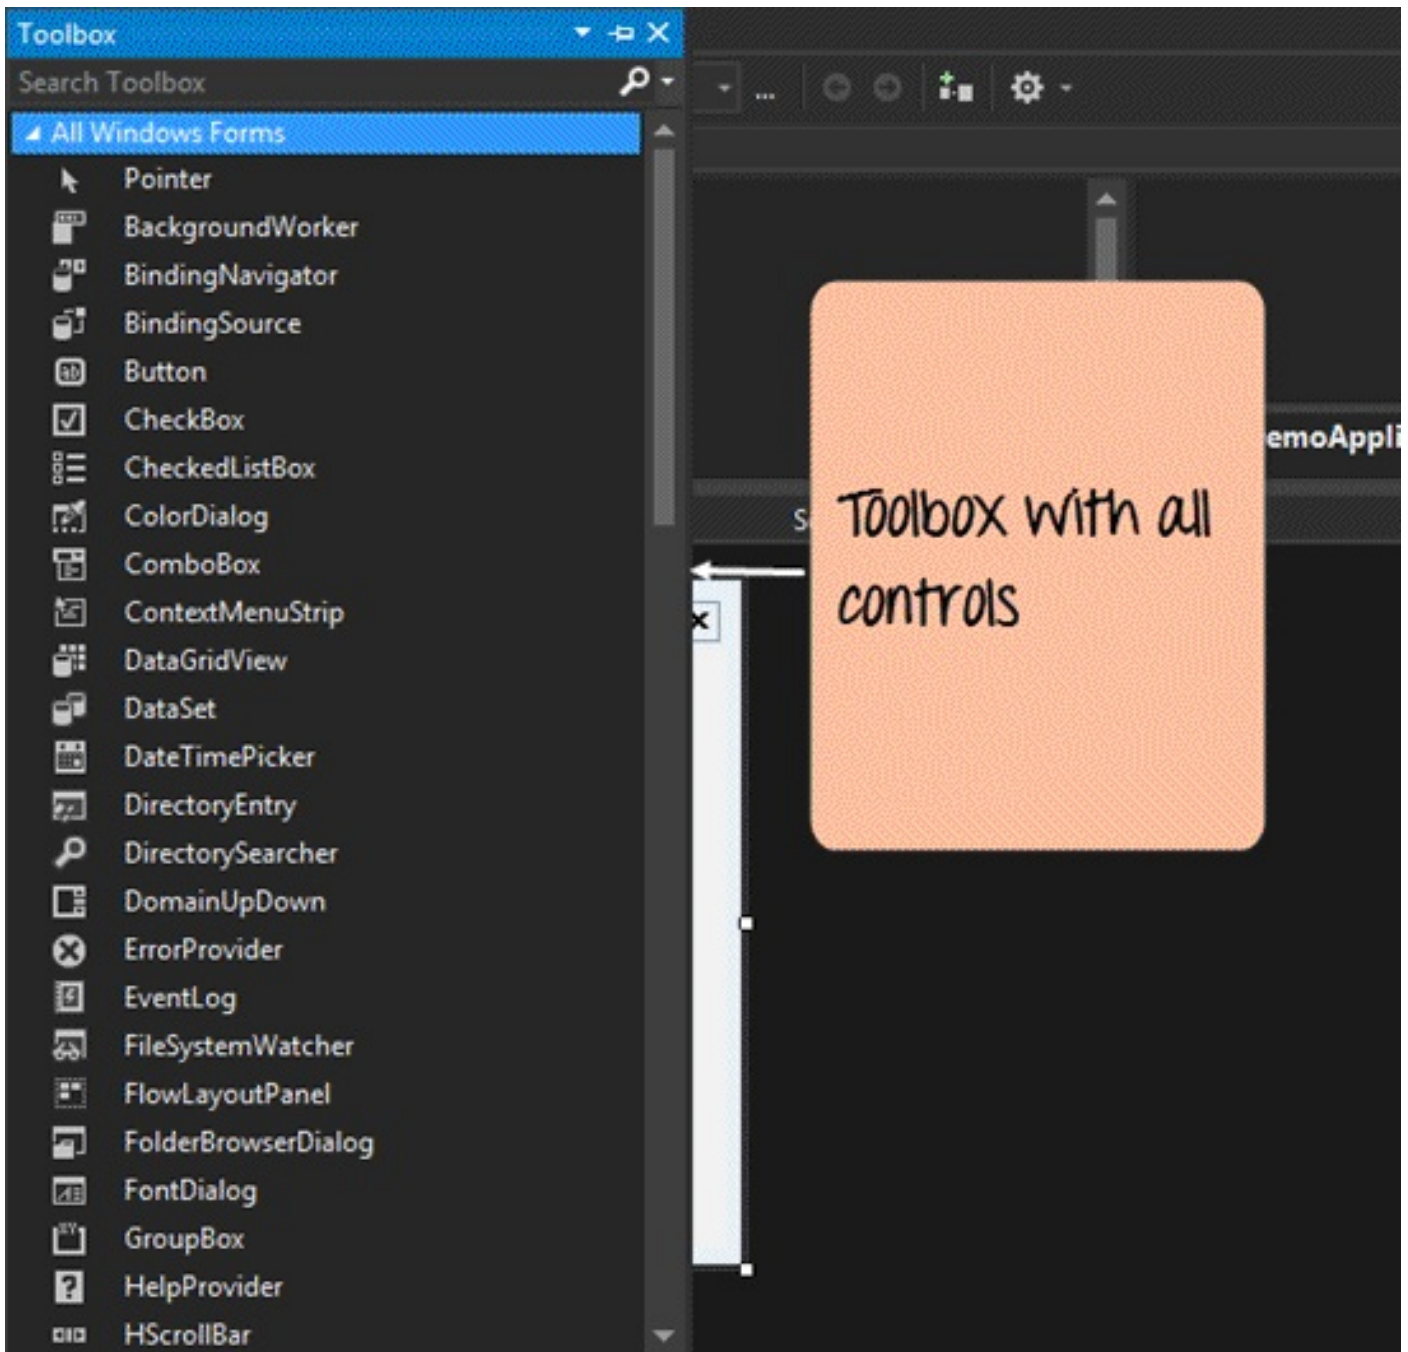 Toolbox
Search Toolbox
All Windows Forms
Pointer
BackgroundWorker
BindingNavigator
BindingSource
Button
CheckBox
CheckedListBox
ColorDialog
ComboBox
ContextMenuStrip
DataGridView
DataSet
DateTimePicker
DirectoryEntry
DirectorySearcher
DomainUpDown
ErrorProvider
EventLog
FileSystemWatcher
FlowLayoutPanel
FolderBrowserDialog
FontDialog
GroupBox
HelpProvider
HScrollBar
...
emoAppli
S
Toolbox with all
controls